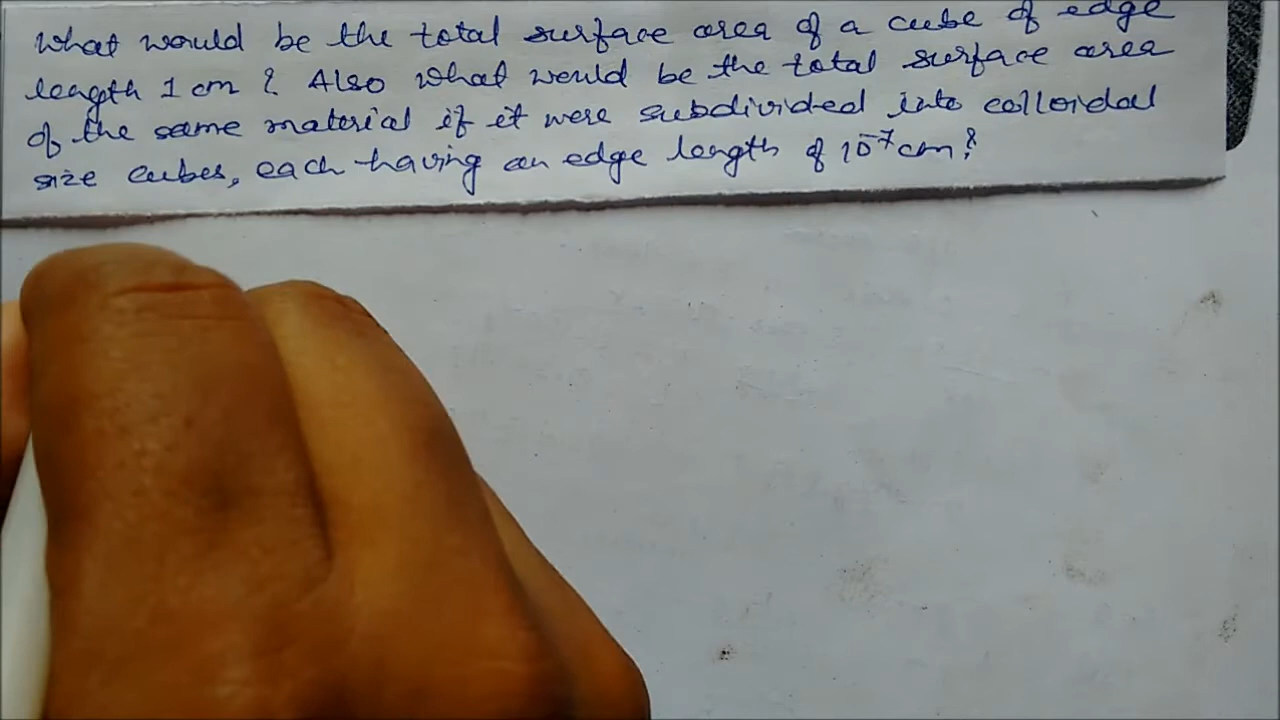 What would be the total surface area of a cube of edge
length 1 cm ? Also what would be the total surface area
of the same material if it were subdivided into colloidal
size cubes, each having an edge length of 10⁻⁷ cm ?